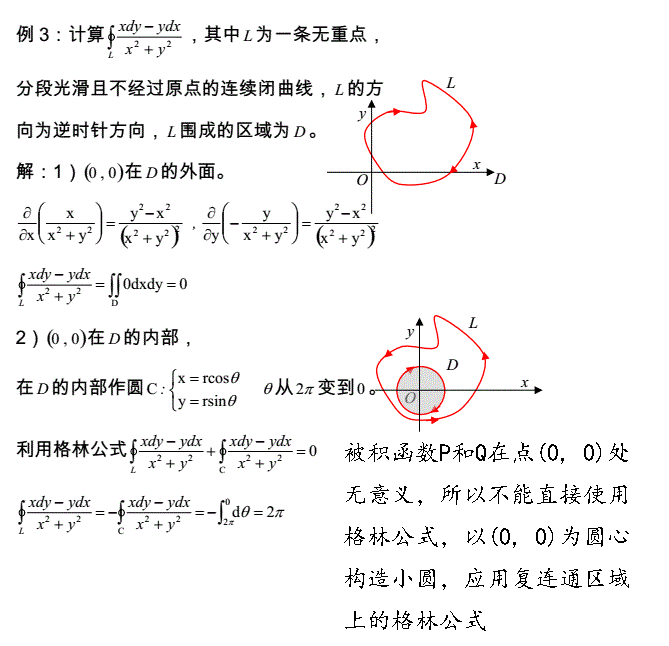 例 3：计算$\oint_L \frac{xdy-ydx}{x^2+y^2}$，其中 L 为一条无重点，
分段光滑且不经过原点的连续闭曲线，L 的方
向为逆时针方向，L 围成的区域为 D 。
解：1）(0,0)在 D 的外面。
$\frac{\partial}{\partial x}\left(\frac{x}{x^2+y^2}\right)=\frac{y^2-x^2}{(x^2+y^2)^2}$，$\frac{\partial}{\partial y}\left(-\frac{y}{x^2+y^2}\right)=\frac{y^2-x^2}{(x^2+y^2)^2}$
$\oint_L \frac{xdy-ydx}{x^2+y^2}=\iint_D 0dxdy=0$
L
y
x
O
D
2）(0,0)在 D 的内部，
在 D 的内部作圆 C：$\begin{cases} x=rcos\theta \\ y=rsin\theta \end{cases}$ θ 从 2π 变到 0 。
利用格林公式$\oint_L \frac{xdy-ydx}{x^2+y^2}+\oint_C \frac{xdy-ydx}{x^2+y^2}=0$
$\oint_L \frac{xdy-ydx}{x^2+y^2}=-\oint_C \frac{xdy-ydx}{x^2+y^2}=-\int_{2\pi}^{0}d\theta=2\pi$
y
L
D
x
O
被积函数P和Q在点(0, 0)处
无意义，所以不能直接使用
格林公式，以(0, 0)为圆心
构造小圆，应用复连通区域
上的格林公式